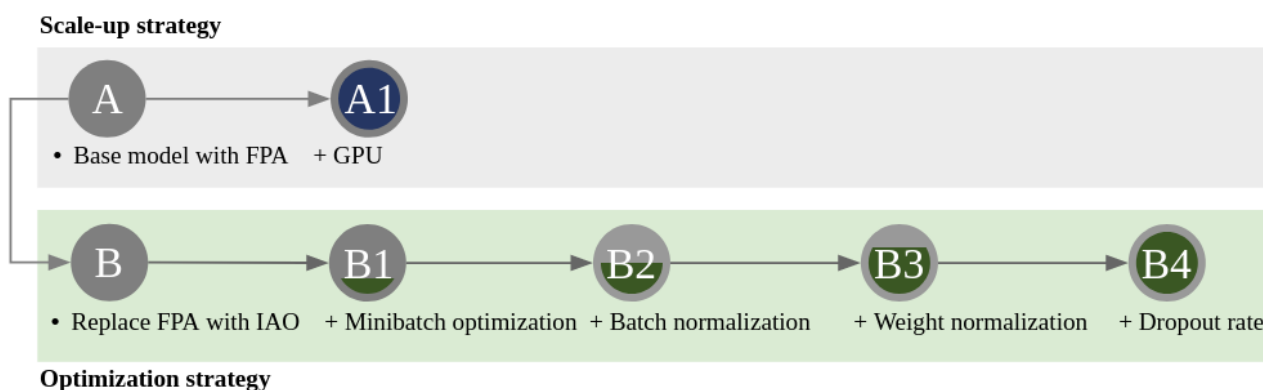 Scale-up strategy
A A1
• Base model with FPA + GPU
B B1 B2 B3 B4
• Replace FPA with IAO + Minibatch optimization + Batch normalization + Weight normalization + Dropout rate
Optimization strategy